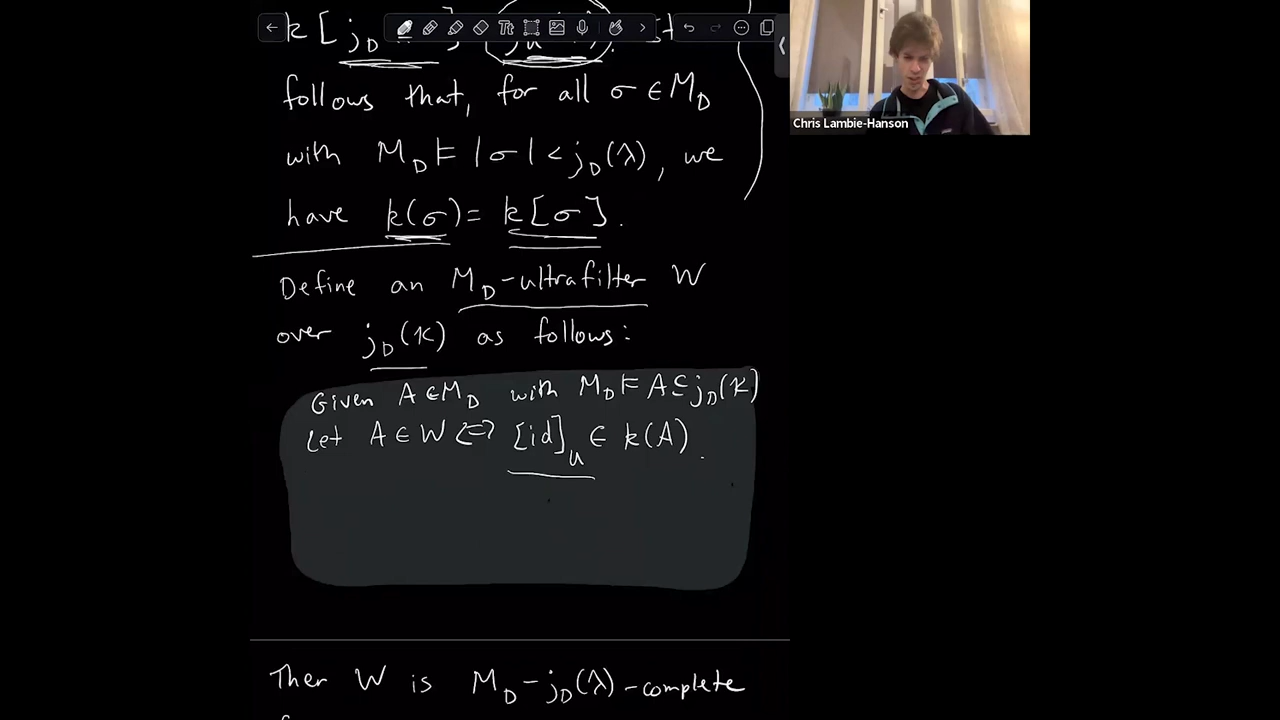 k [ j_D
follows that, for all σ ∈ M_D
with M_D ⊨ |σ| < j_D(λ), we
have k(σ) = k[σ].
Define an M_D-ultrafilter W
over j_D(κ) as follows:
Given A ∈ M_D with M_D ⊨ A ⊆ j_D(κ)
Let A ∈ W ⟺ [id]_u ∈ k(A).
Then W is M_D-j_D(λ)-complete
Chris Lambie-Hanson